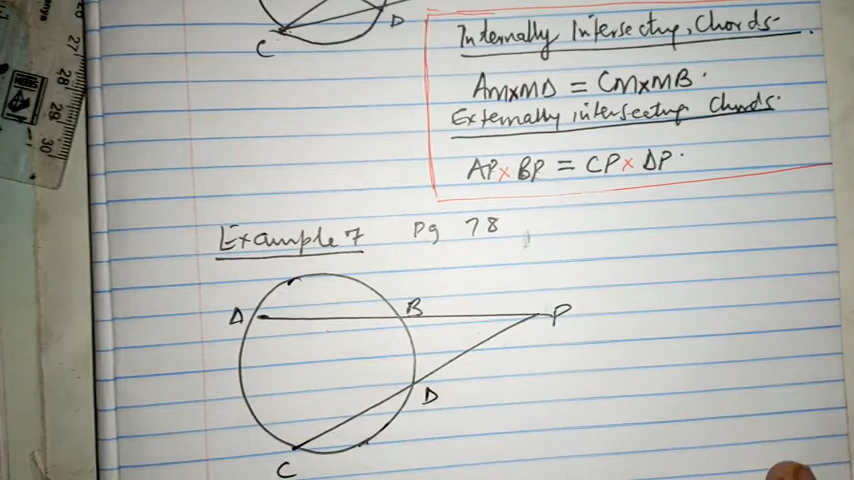 D
C
Internally Intersecting Chords.
AM×MD = CM×MB.
Externally intersecting Chords.
AP×BP = CP×DP.
Example 7 Pg 78
A B P
D
C
27
28
29
30